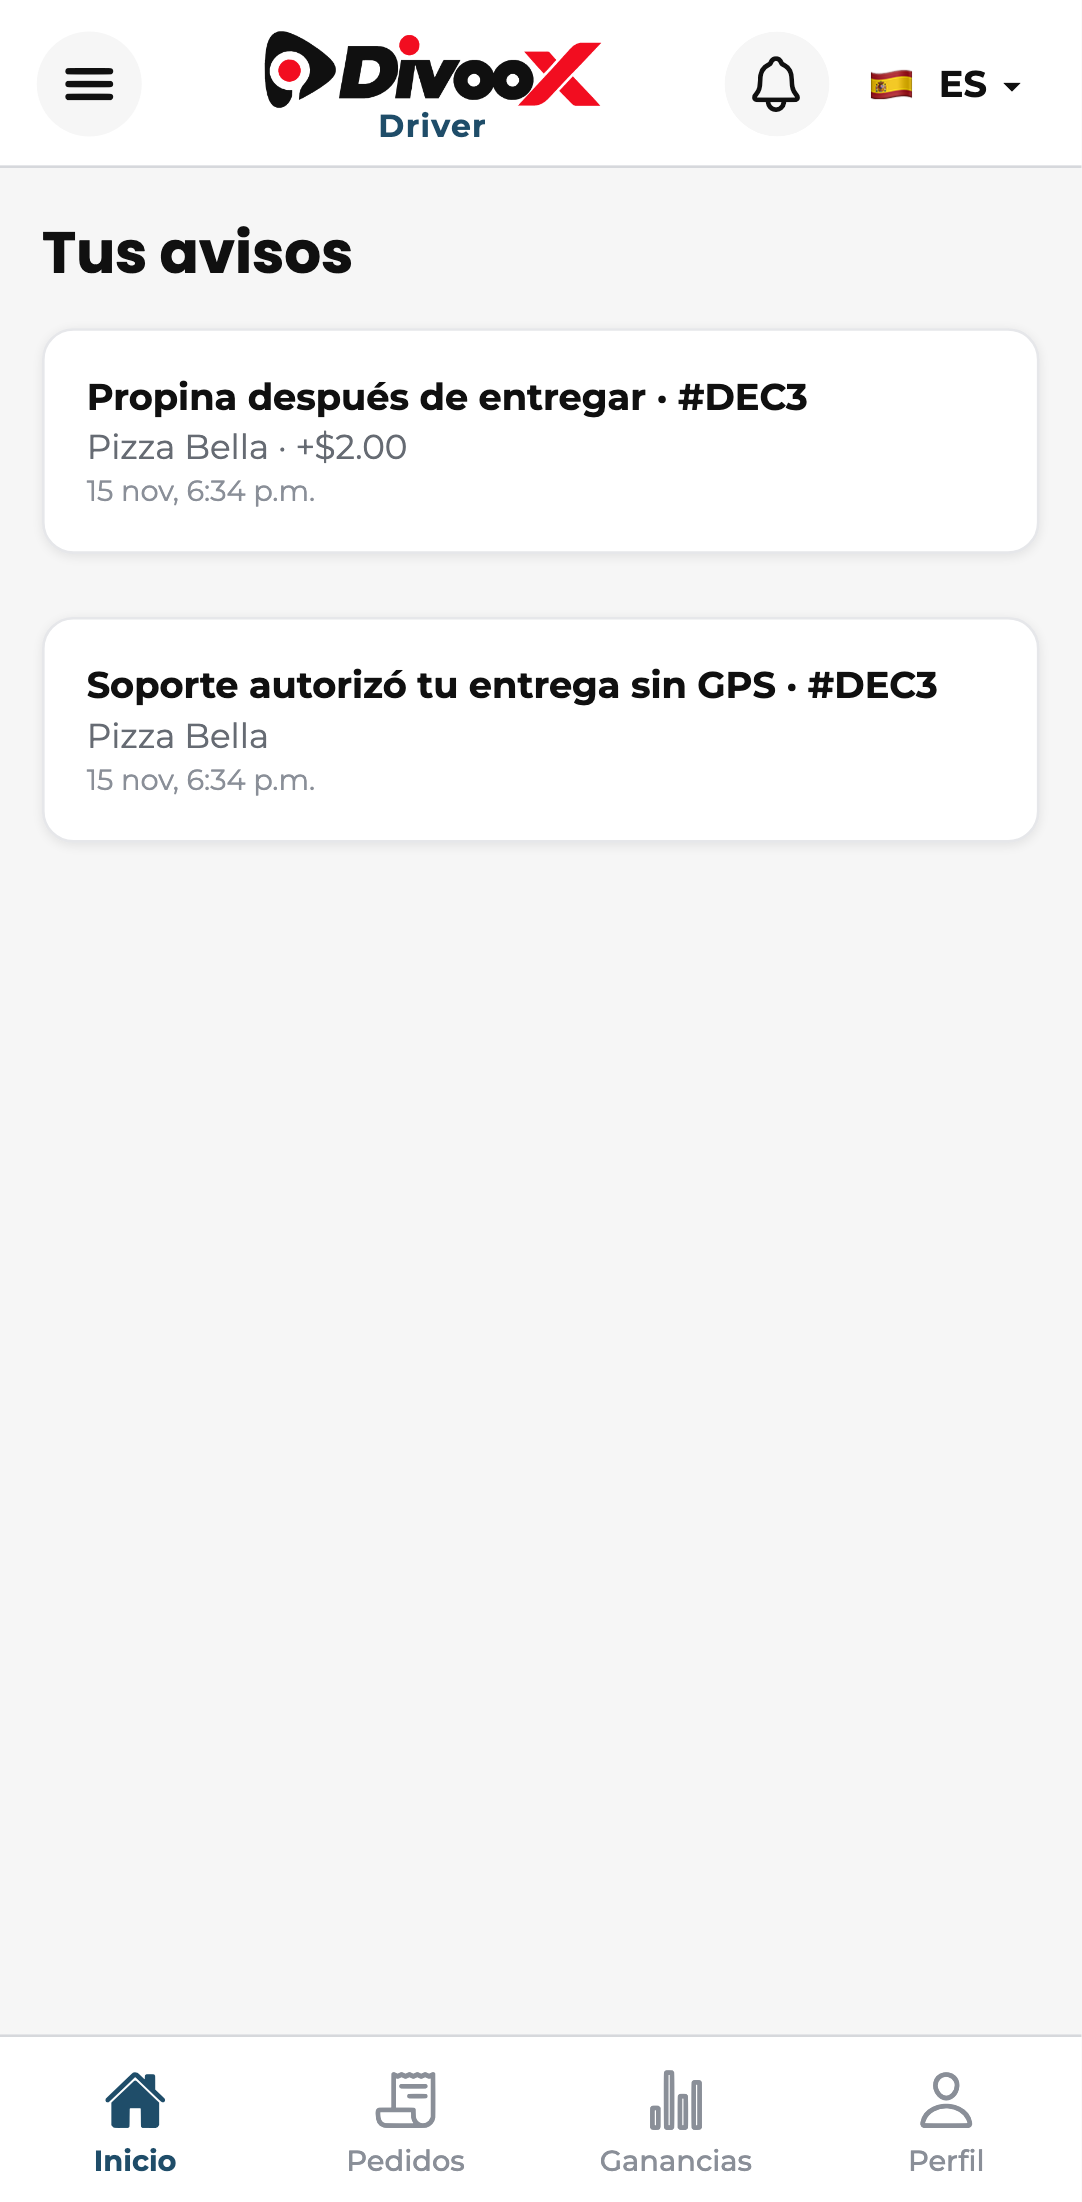 DivooX
Driver
ES
Tus avisos
Propina después de entregar · #DEC3
Pizza Bella · +$2.00
15 nov, 6:34 p.m.
Soporte autorizó tu entrega sin GPS · #DEC3
Pizza Bella
15 nov, 6:34 p.m.
Inicio
Pedidos
Ganancias
Perfil